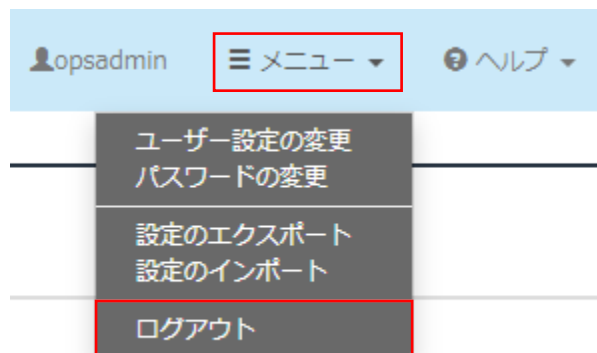 opsadmin メニュー ヘルプ
ユーザー設定の変更
パスワードの変更
設定のエクスポート
設定のインポート
ログアウト